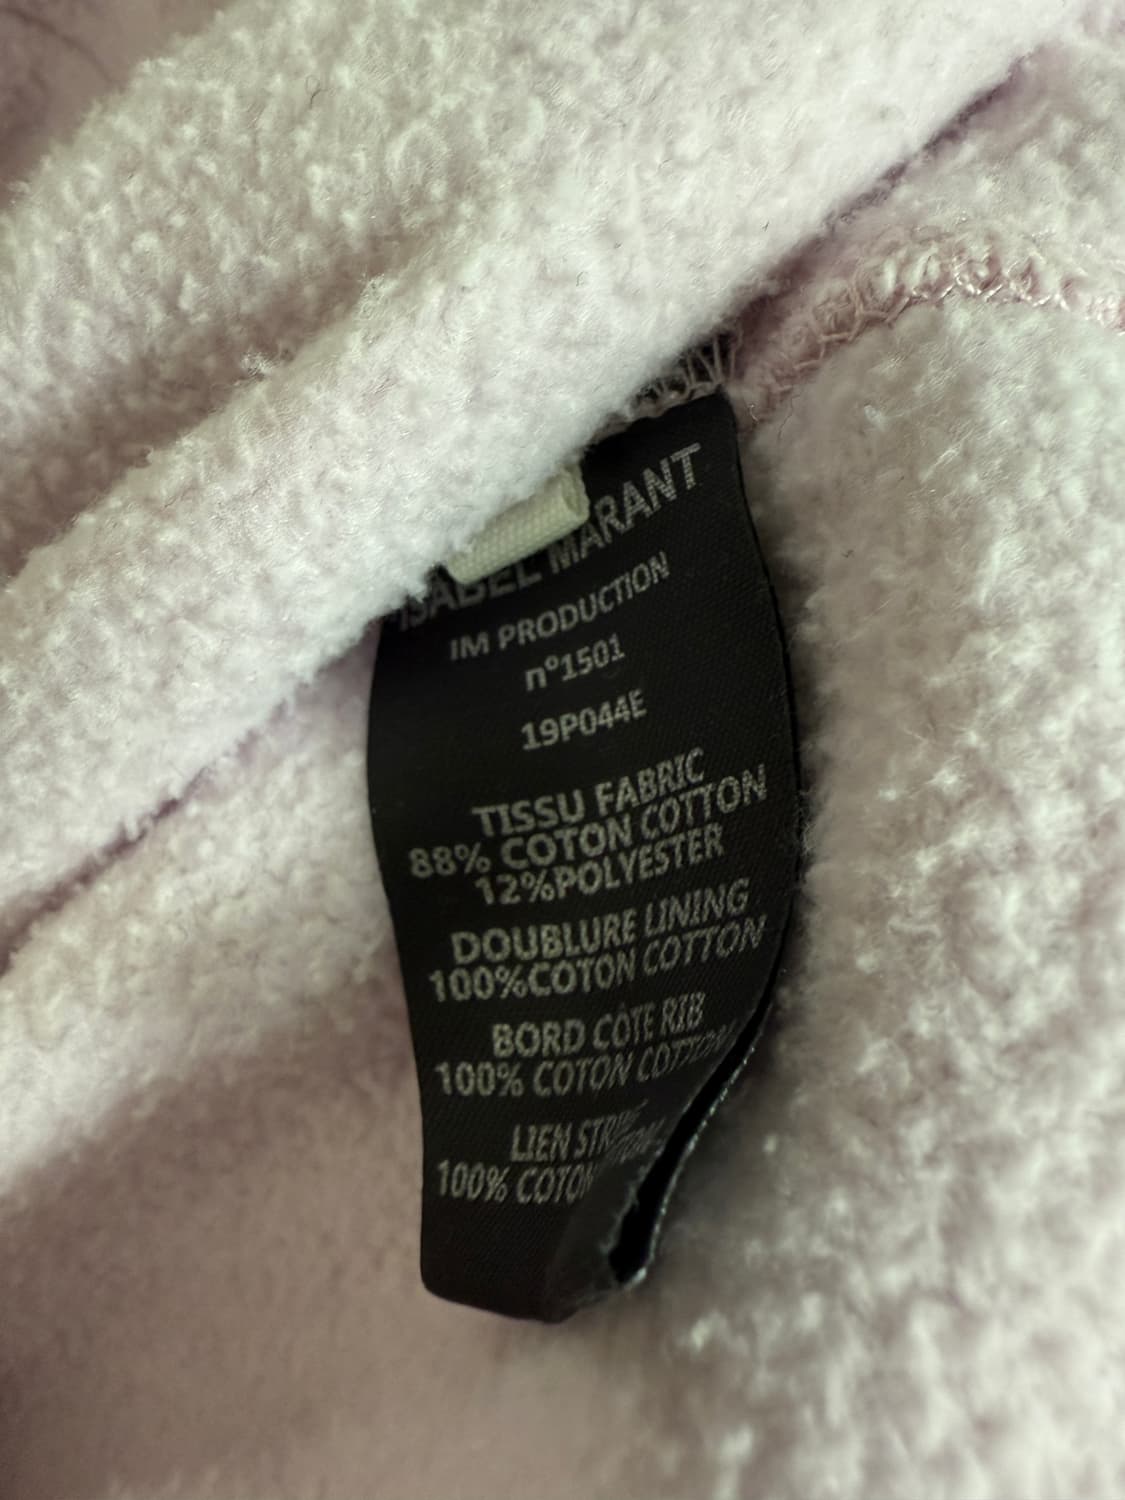 ISABEL MARANT
IM PRODUCTION
n°1501
19P044E
TISSU FABRIC
88% COTON COTTON
12%POLYESTER
DOUBLURE LINING
100%COTON COTTON
BORD CÔTE RIB
100% COTON COTTON
LIEN
100% COTON